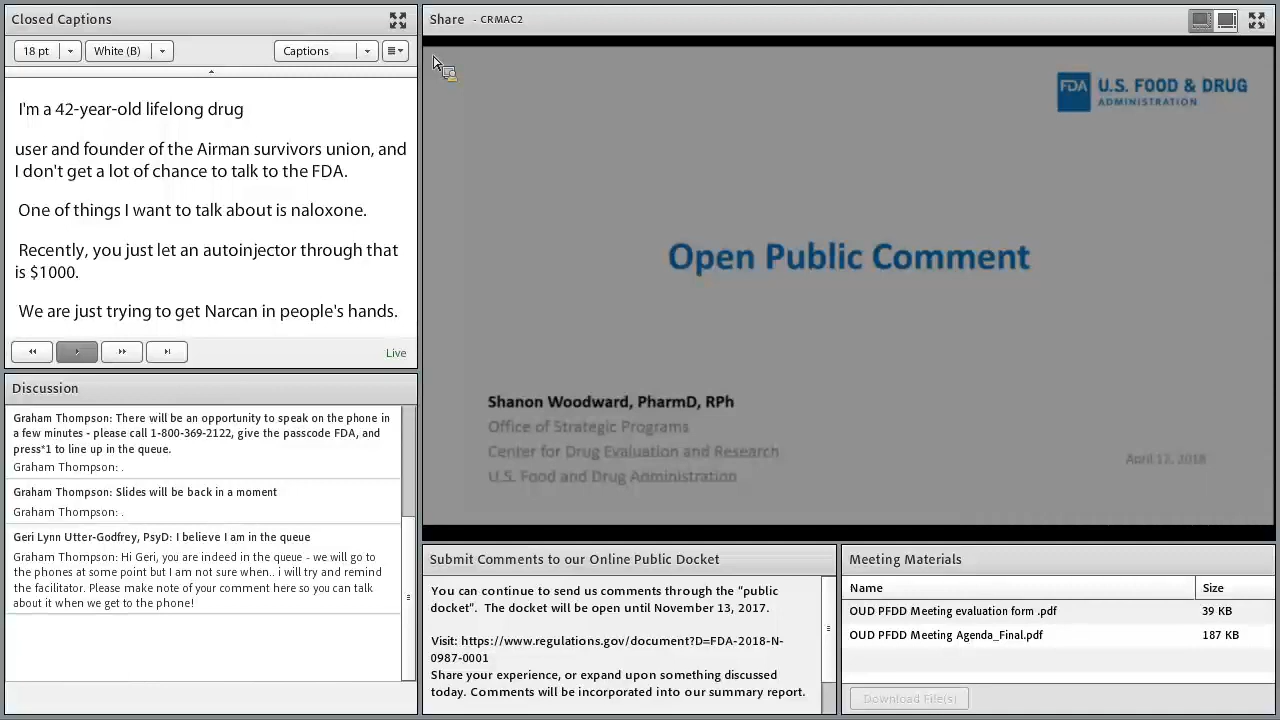 Closed Captions
18 pt
White (B)
Captions
I'm a 42-year-old lifelong drug
user and founder of the Airman survivors union, and
I don't get a lot of chance to talk to the FDA.
One of things I want to talk about is naloxone.
Recently, you just let an autoinjector through that
is $1000.
We are just trying to get Narcan in people's hands.
Live
Discussion
Graham Thompson: There will be an opportunity to speak on the phone in
a few minutes - please call 1-800-369-2122, give the passcode FDA, and
press*1 to line up in the queue.
Graham Thompson: .
Graham Thompson: Slides will be back in a moment
Graham Thompson: .
Geri Lynn Utter-Godfrey, PsyD: I believe I am in the queue
Graham Thompson: Hi Geri, you are indeed in the queue - we will go to
the phones at some point but I am not sure when.. i will try and remind
the facilitator. Please make note of your comment here so you can talk
about it when we get to the phone!
Share - CRMAC2
FDA
U.S. FOOD & DRUG
ADMINISTRATION
Open Public Comment
Shanon Woodward, PharmD, RPh
Office of Strategic Programs
Center for Drug Evaluation and Research
U.S. Food and Drug Administration
April 17, 2018
Submit Comments to our Online Public Docket
You can continue to send us comments through the "public
docket". The docket will be open until November 13, 2017.
Visit: https://www.regulations.gov/document?D=FDA-2018-N-
0987-0001
Share your experience, or expand upon something discussed
today. Comments will be incorporated into our summary report.
Meeting Materials
Name Size
OUD PFDD Meeting evaluation form .pdf 39 KB
OUD PFDD Meeting Agenda_Final.pdf 187 KB
Download File(s)